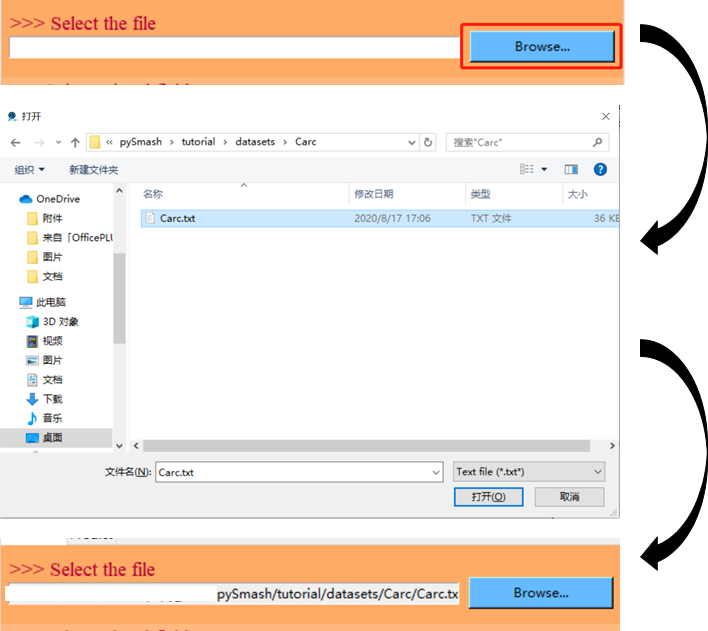 >>> Select the file
Browse...
打开
« pySmash › tutorial › datasets › Carc
搜索"Carc"
组织
新建文件夹
名称
修改日期
类型
大小
OneDrive
附件
来自「OfficePLU
图片
文档
此电脑
3D 对象
视频
图片
文档
下载
音乐
桌面
Carc.txt
2020/8/17 17:06
TXT 文件
36 KB
文件名(N):
Carc.txt
Text file (*.txt*)
打开(O)
取消
>>> Select the file
pySmash/tutorial/datasets/Carc/Carc.tx
Browse...